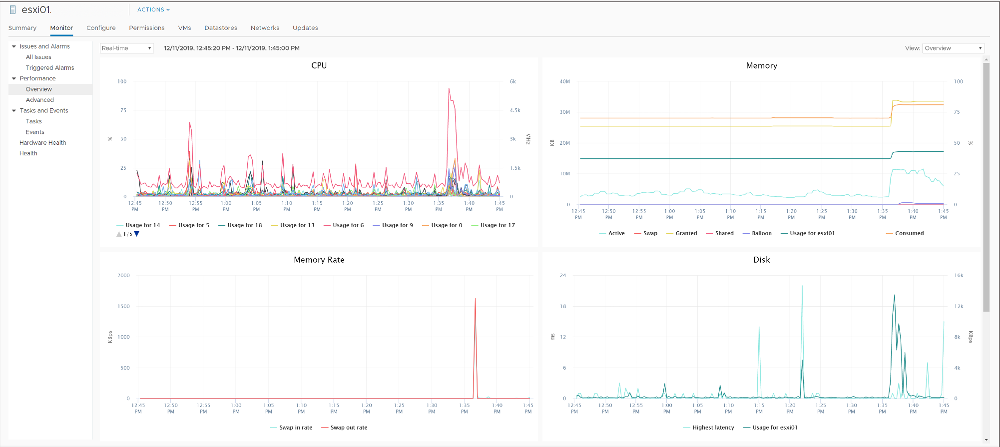 esxi01.
ACTIONS
Summary Monitor Configure Permissions VMs Datastores Networks Updates
Issues and Alarms
All Issues
Triggered Alarms
Performance
Overview
Advanced
Tasks and Events
Tasks
Events
Hardware Health
Health
Real-time 12/11/2019, 12:45:20 PM - 12/11/2019, 1:45:00 PM
View: Overview
CPU
100 6k
75 4.5k
% 50 3k MHz
25 1.5k
0 0
12:45 12:50 12:55 1:00 1:05 1:10 1:15 1:20 1:25 1:30 1:35 1:40 1:45
PM PM PM PM PM PM PM PM PM PM PM PM PM
Usage for 14 Usage for 5 Usage for 18 Usage for 13 Usage for 6 Usage for 9 Usage for 0 Usage for 17
1/5
Memory
40M 100
30M 75
KB 20M 50 %
10M 25
0 0
12:45 12:50 12:55 1:00 1:05 1:10 1:15 1:20 1:25 1:30 1:35 1:40 1:45
PM PM PM PM PM PM PM PM PM PM PM PM PM
Active Swap Granted Shared Balloon Usage for esxi01 Consumed
Memory Rate
2000
1500
KBps 1000
500
0
12:45 12:50 12:55 1:00 1:05 1:10 1:15 1:20 1:25 1:30 1:35 1:40 1:45
PM PM PM PM PM PM PM PM PM PM PM PM PM
Swap in rate Swap out rate
Disk
24 16k
18 12k
ms 12 8k KBps
6 4k
0 0
12:45 12:50 12:55 1:00 1:05 1:10 1:15 1:20 1:25 1:30 1:35 1:40 1:45
PM PM PM PM PM PM PM PM PM PM PM PM PM
Highest latency Usage for esxi01